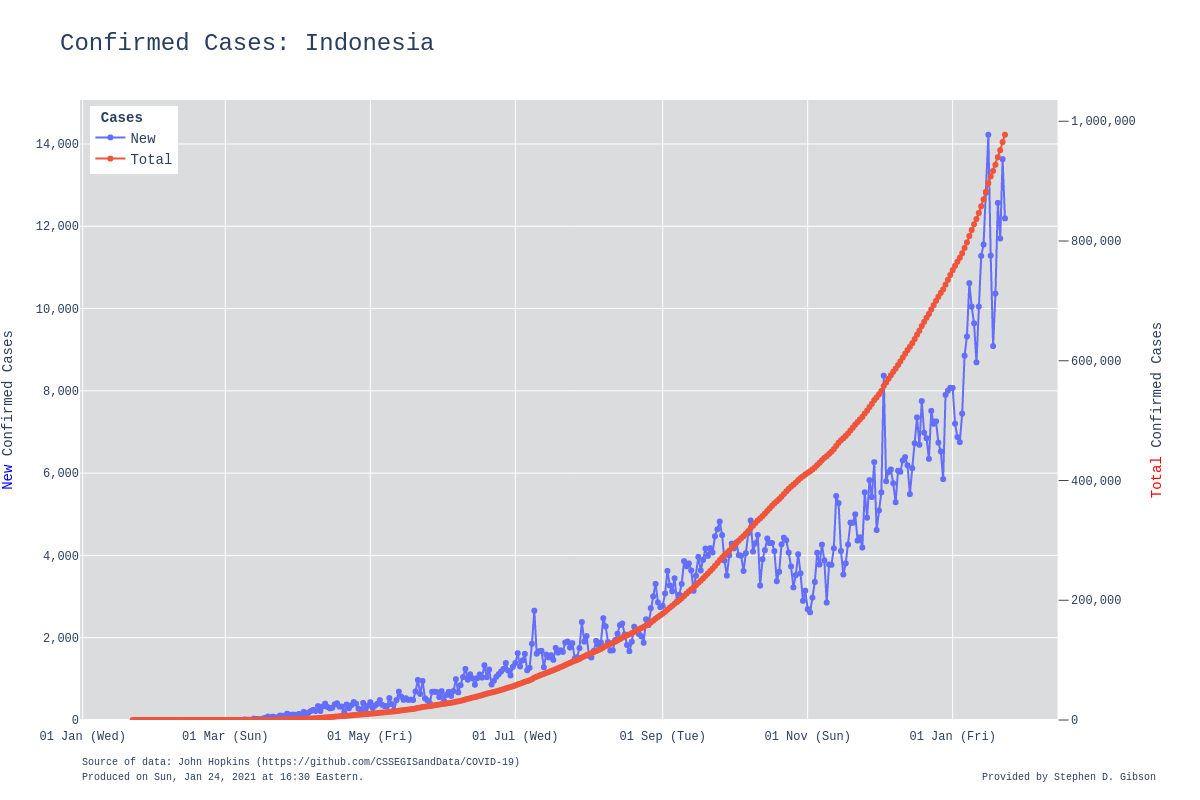 Confirmed Cases: Indonesia
Cases
New
Total
14,000
12,000
10,000
8,000
6,000
4,000
2,000
0
New Confirmed Cases
1,000,000
800,000
600,000
400,000
200,000
0
Total Confirmed Cases
01 Jan (Wed)
01 Mar (Sun)
01 May (Fri)
01 Jul (Wed)
01 Sep (Tue)
01 Nov (Sun)
01 Jan (Fri)
Source of data: John Hopkins (https://github.com/CSSEGISandData/COVID-19)
Produced on Sun, Jan 24, 2021 at 16:30 Eastern.
Provided by Stephen D. Gibson